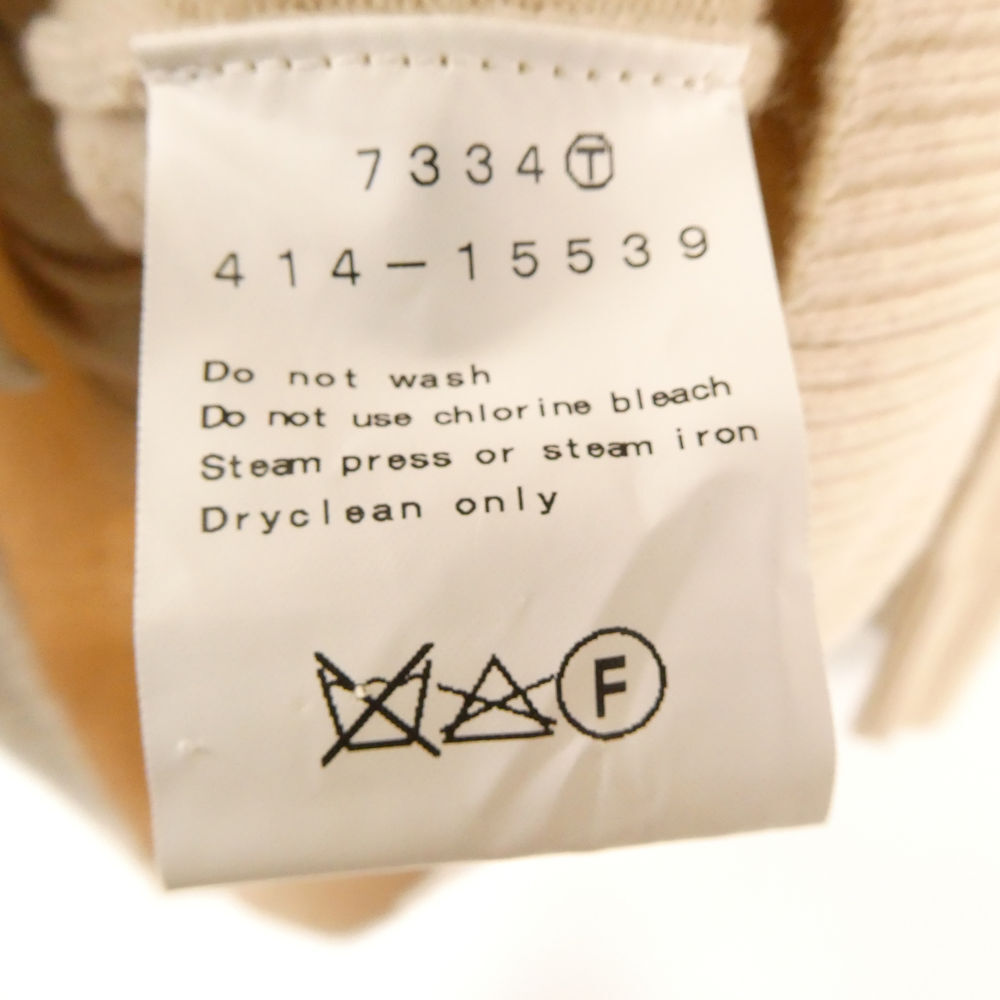 7334Ⓣ
414-15539
Do not wash
Do not use chlorine bleach
Steam press or steam iron
Dryclean only
F